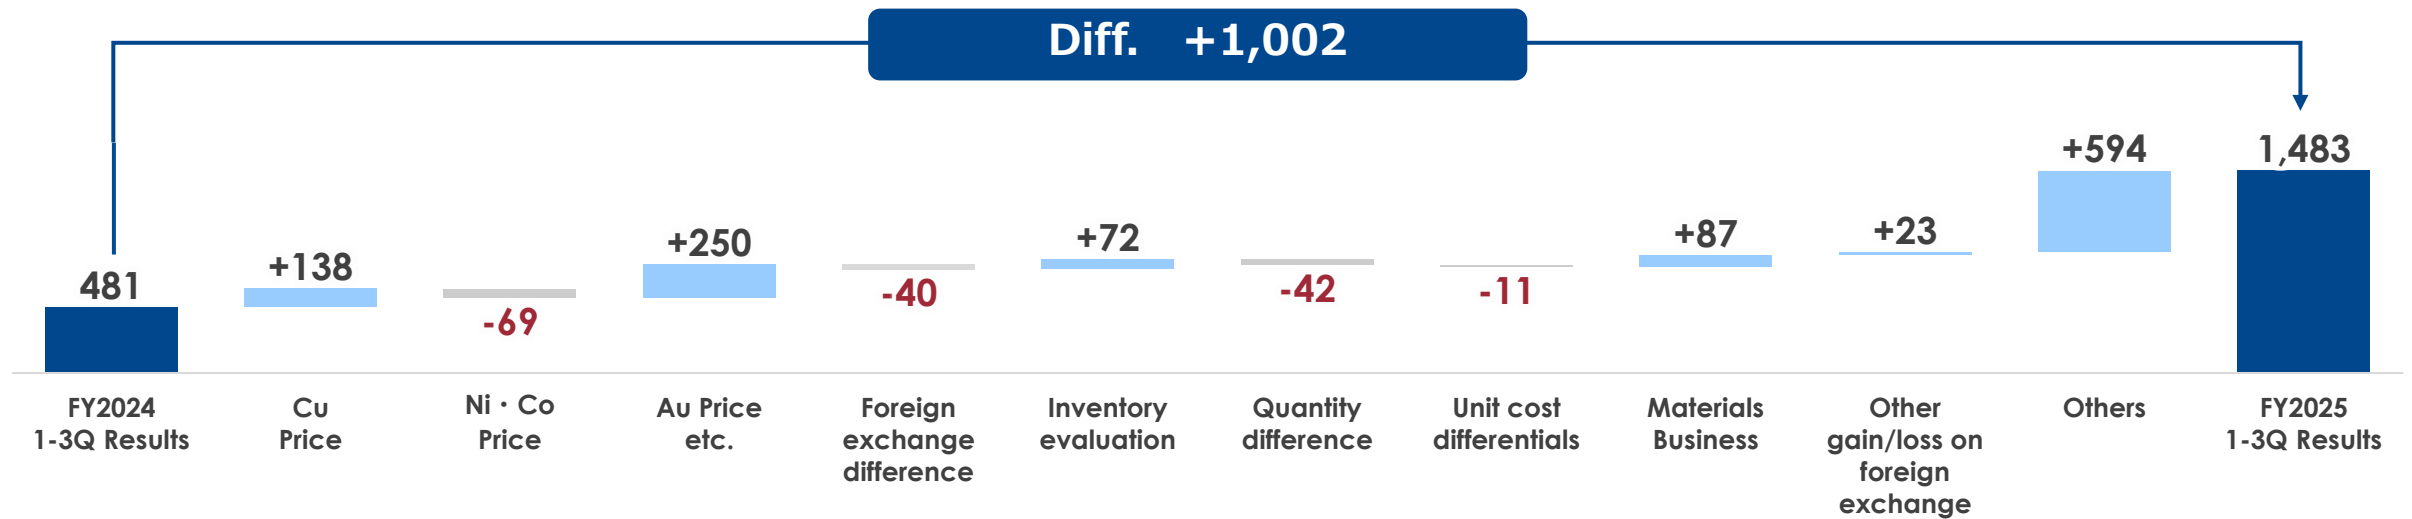 Diff. +1,002
481
+138
-69
+250
-40
+72
-42
-11
+87
+23
+594
1,483
FY2024
1-3Q Results
Cu
Price
Ni・Co
Price
Au Price
etc.
Foreign
exchange
difference
Inventory
evaluation
Quantity
difference
Unit cost
differentials
Materials
Business
Other
gain/loss on
foreign
exchange
Others
FY2025
1-3Q Results